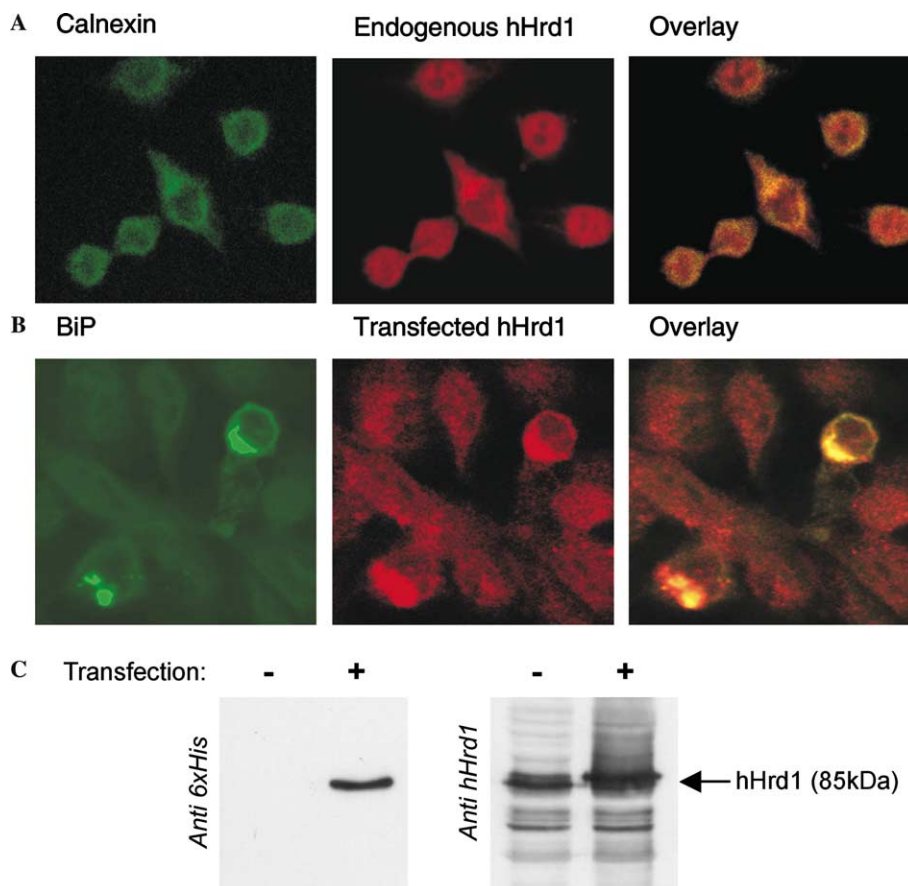 A Calnexin Endogenous hHrd1 Overlay
B BiP Transfected hHrd1 Overlay
C Transfection: - + - +
Anti 6xHis
Anti hHrd1
hHrd1 (85kDa)